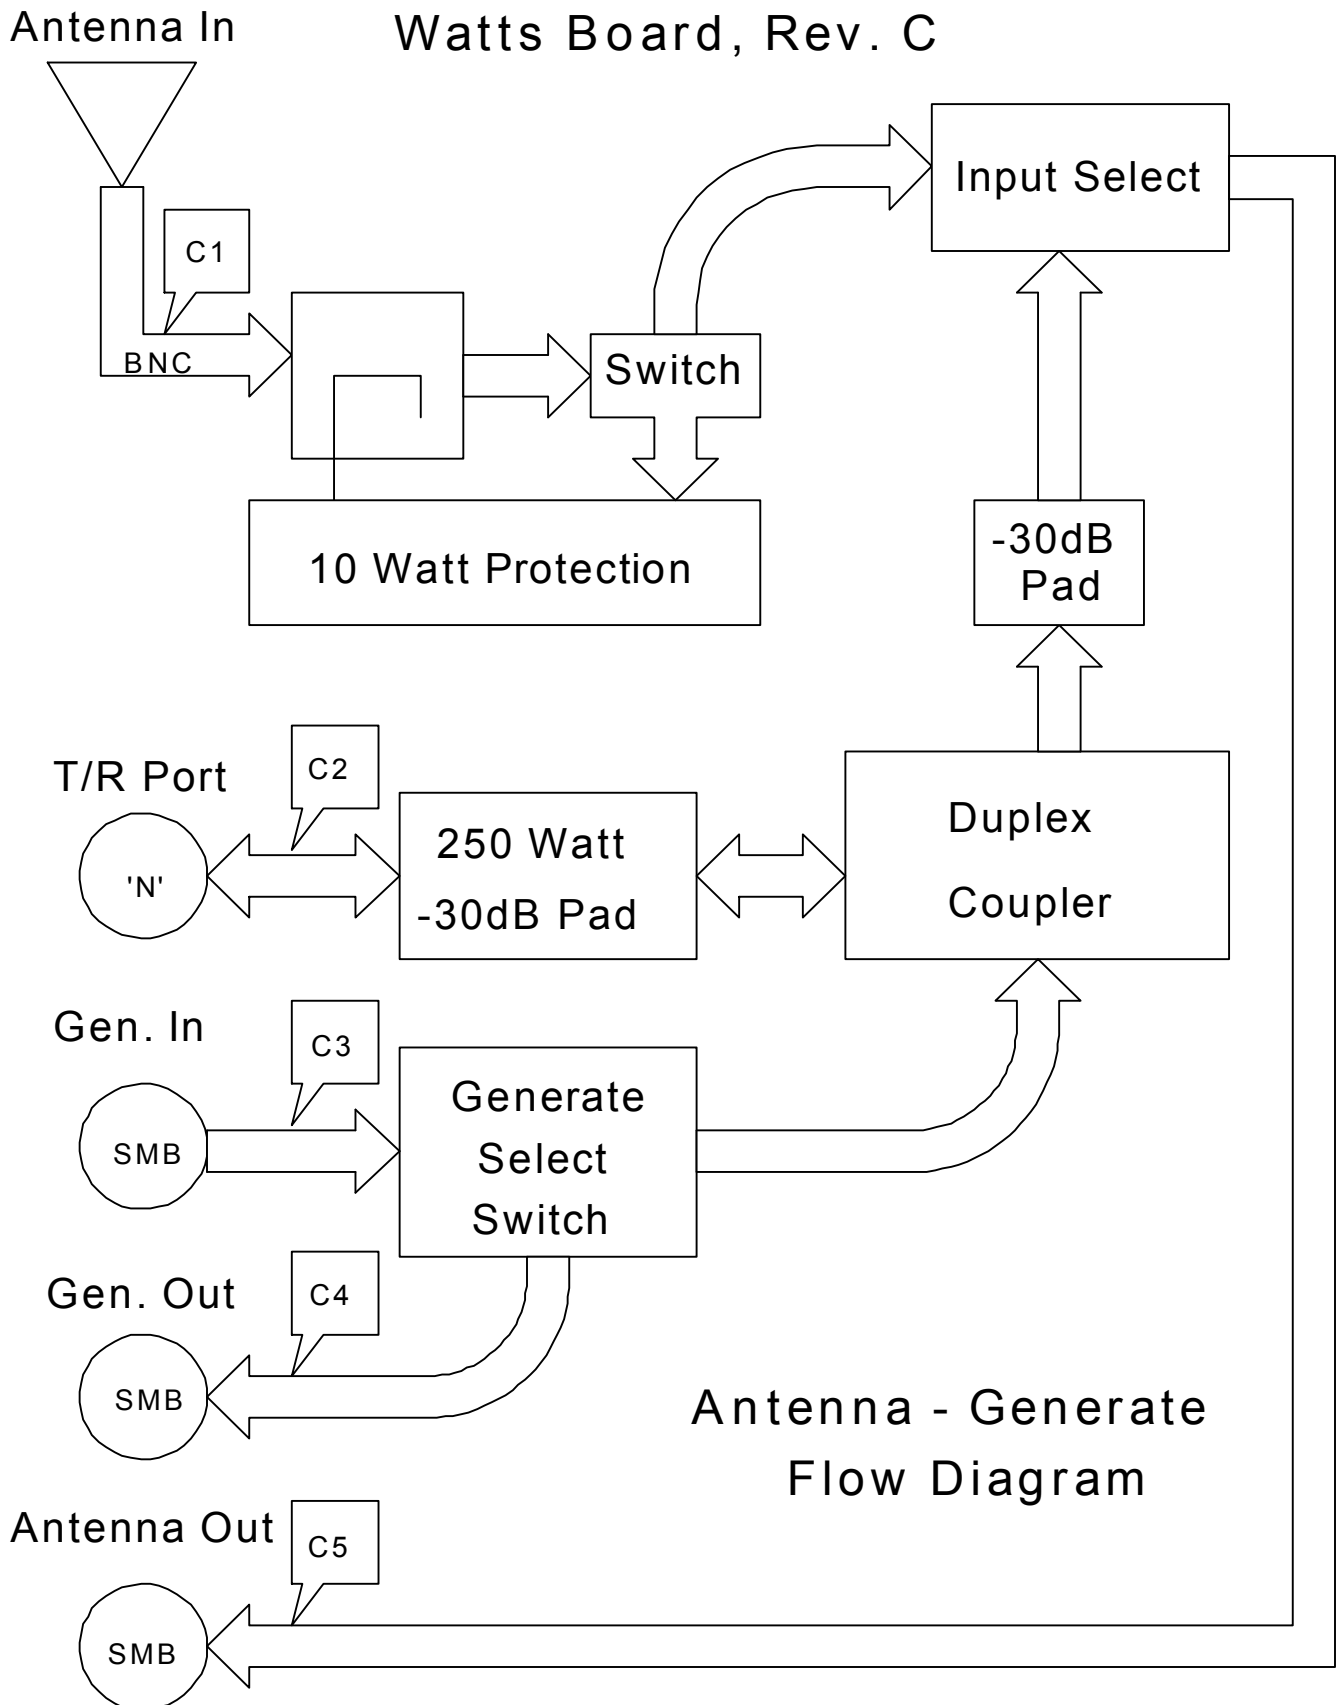 Antenna In
Watts Board, Rev. C
Input Select
C1
BNC
Switch
10 Watt Protection
-30dB
Pad
T/R Port
C2
'N'
250 Watt
-30dB Pad
Duplex
Coupler
Gen. In
C3
SMB
Generate
Select
Switch
Gen. Out
C4
SMB
Antenna - Generate
Flow Diagram
Antenna Out
C5
SMB